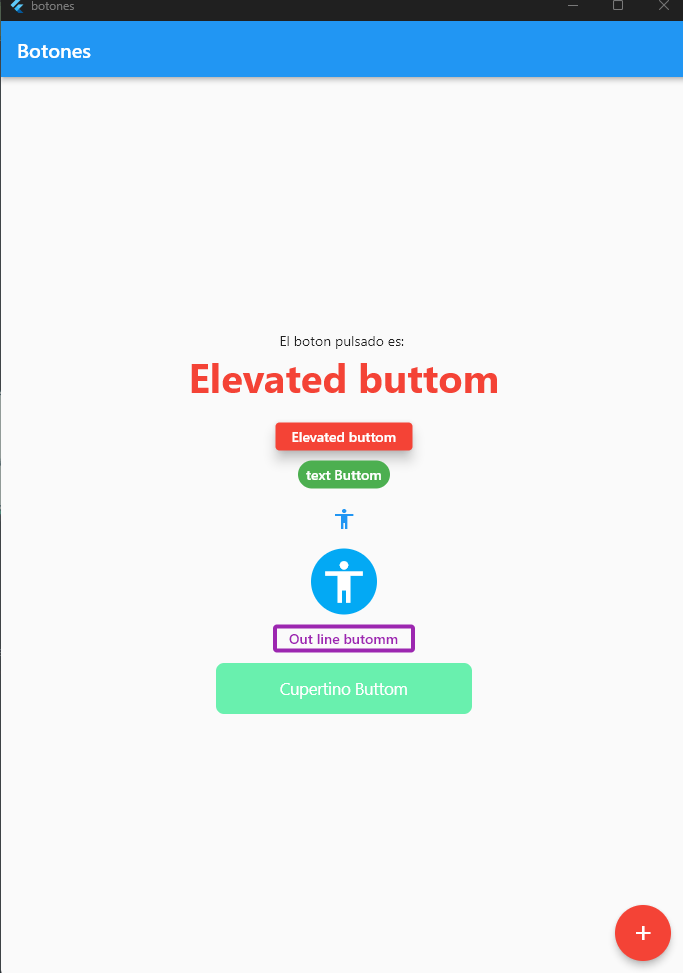 botones
Botones
El boton pulsado es:
Elevated buttom
Elevated buttom
text Buttom
Out line butomm
Cupertino Buttom
+